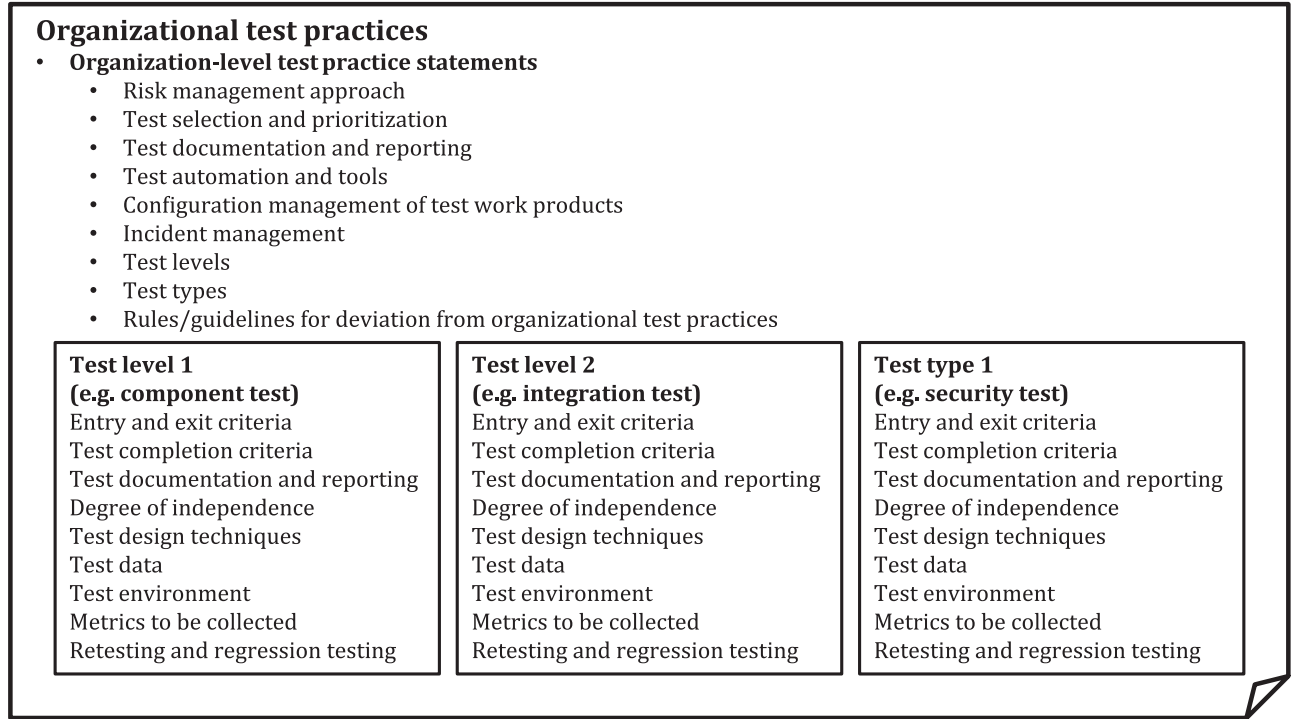 Organizational test practices
• Organization-level test practice statements
• Risk management approach
• Test selection and prioritization
• Test documentation and reporting
• Test automation and tools
• Configuration management of test work products
• Incident management
• Test levels
• Test types
• Rules/guidelines for deviation from organizational test practices
Test level 1
(e.g. component test)
Entry and exit criteria
Test completion criteria
Test documentation and reporting
Degree of independence
Test design techniques
Test data
Test environment
Metrics to be collected
Retesting and regression testing
Test level 2
(e.g. integration test)
Entry and exit criteria
Test completion criteria
Test documentation and reporting
Degree of independence
Test design techniques
Test data
Test environment
Metrics to be collected
Retesting and regression testing
Test type 1
(e.g. security test)
Entry and exit criteria
Test completion criteria
Test documentation and reporting
Degree of independence
Test design techniques
Test data
Test environment
Metrics to be collected
Retesting and regression testing